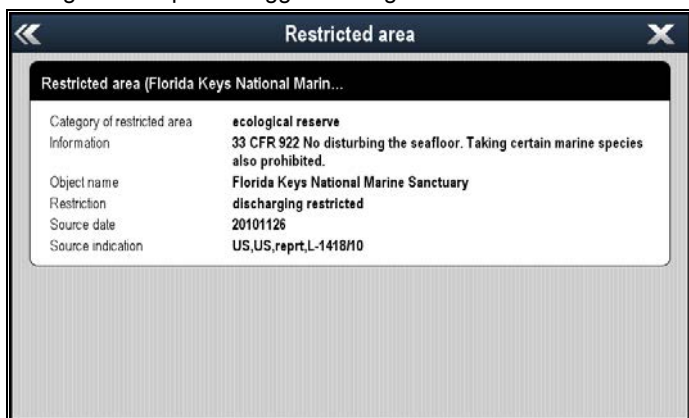 Restricted area
Restricted area (Florida Keys National Marin...
Category of restricted area ecological reserve
Information 33 CFR 922 No disturbing the seafloor. Taking certain marine species
also prohibited.
Object name Florida Keys National Marine Sanctuary
Restriction discharging restricted
Source date 20101126
Source indication US,US,reprt,L-1418/10